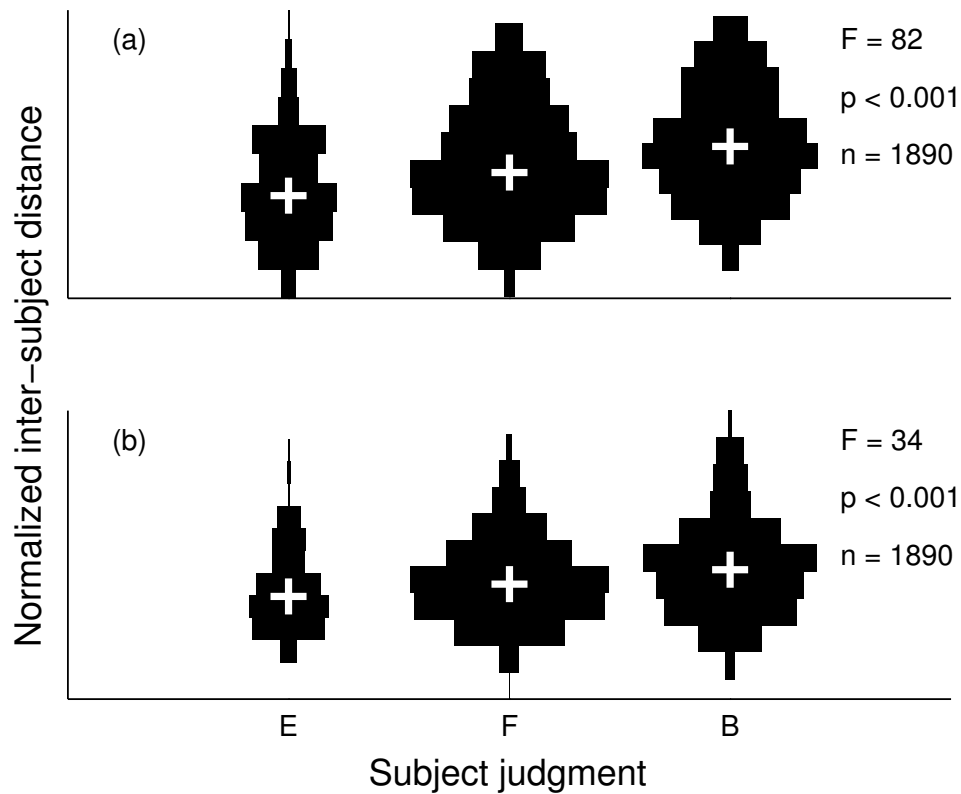 (a)
F = 82
p < 0.001
n = 1890
Normalized inter−subject distance
(b)
F = 34
p < 0.001
n = 1890
E F B
Subject judgment